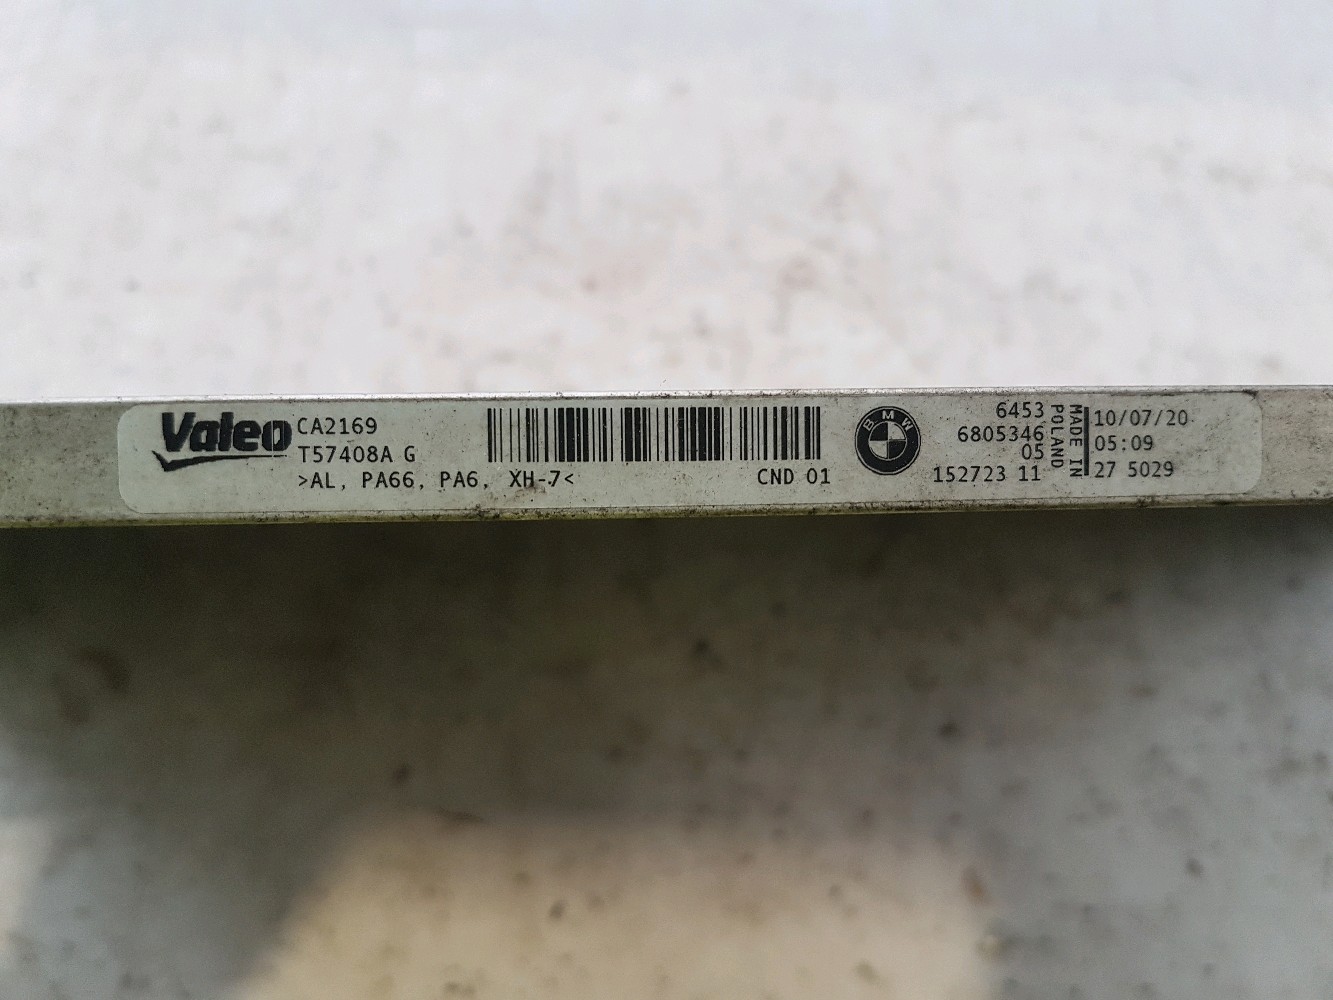 Valeo CA2169
T57408A G
>AL, PA66, PA6, XH-7<
CND 01
BMW
6453
6805346
05
152723 11
MADE IN
POLAND
10/07/20
05:09
27 5029